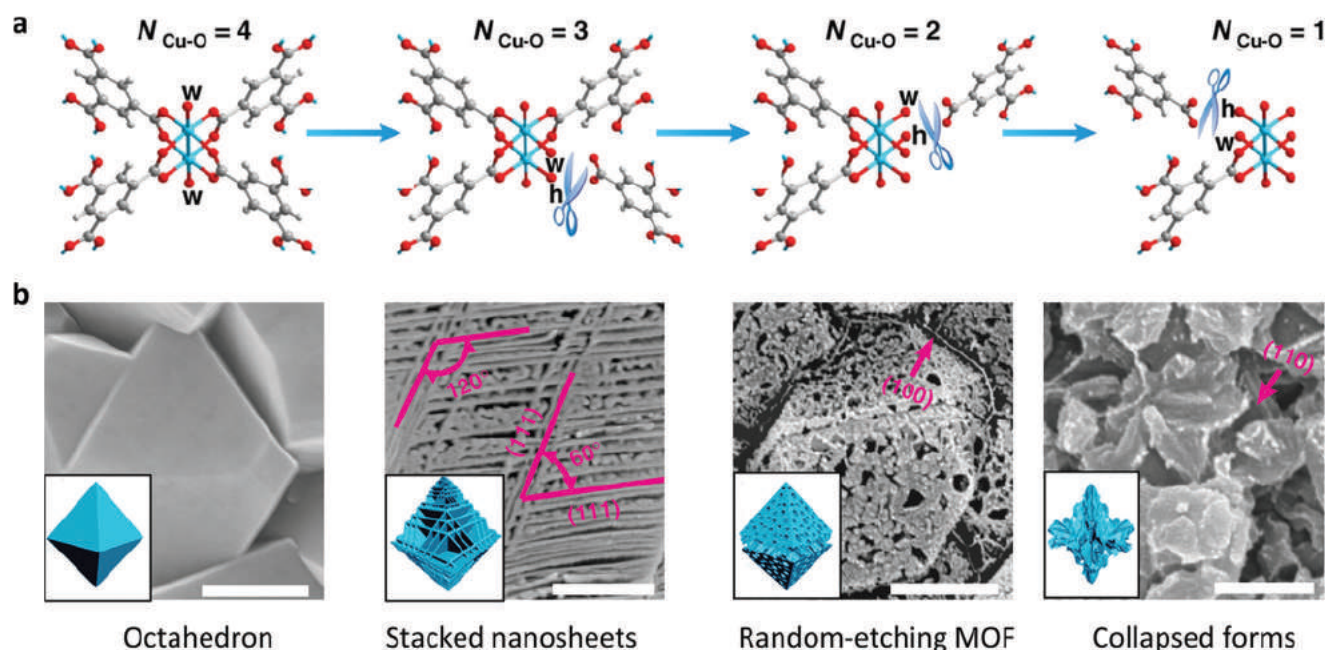 a
N Cu-O = 4
N Cu-O = 3
N Cu-O = 2
N Cu-O = 1
w
w
w
h
w
h
h
w
b
120°
(111)
60°
(111)
(100)
(110)
Octahedron
Stacked nanosheets
Random-etching MOF
Collapsed forms